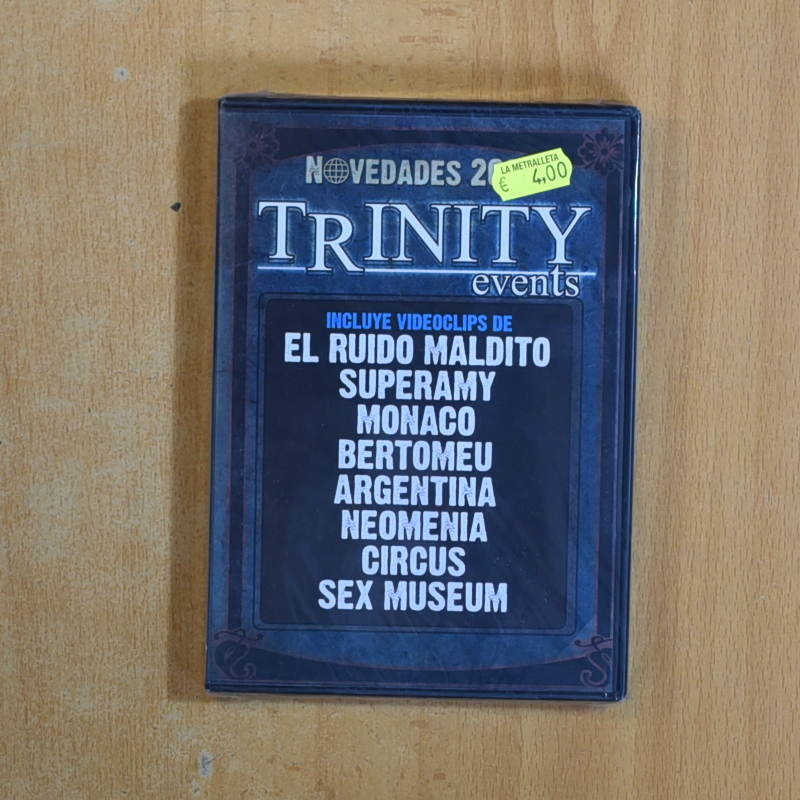 NOVEDADES 20
LA METRALLETA
€ 4,00
TRINITY
events
INCLUYE VIDEOCLIPS DE
EL RUIDO MALDITO
SUPERAMY
MONACO
BERTOMEU
ARGENTINA
NEOMENIA
CIRCUS
SEX MUSEUM